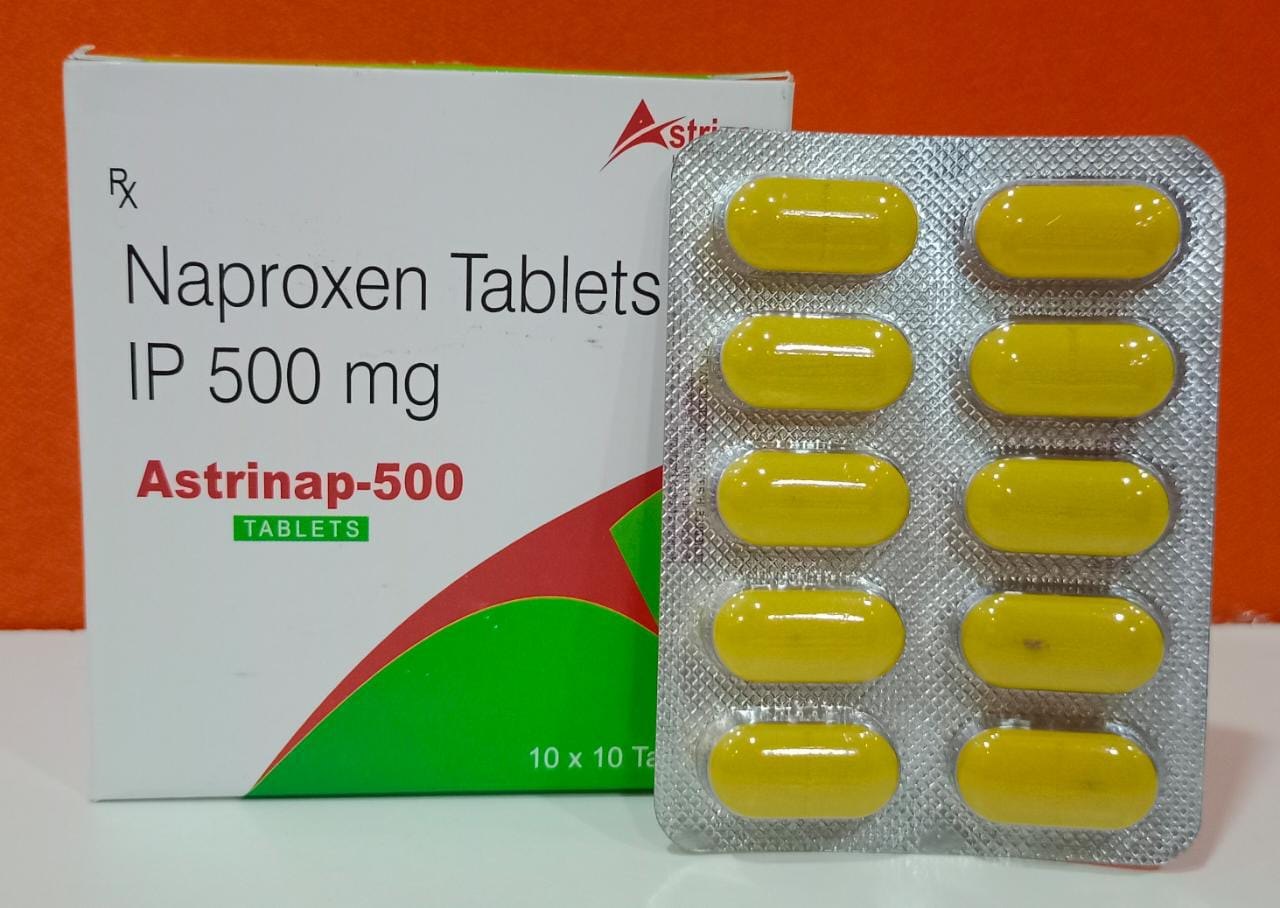 Rx
Naproxen Tablets
IP 500 mg
Astrinap-500
TABLETS
10 x 10